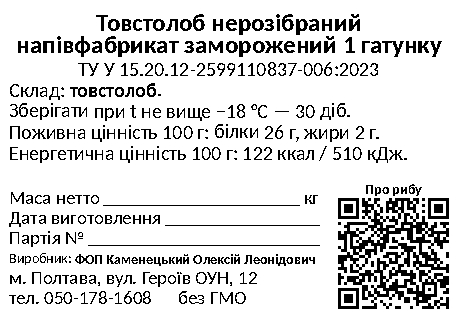 Товстолоб нерозібраний
напівфабрикат заморожений 1 гатунку
ТУ У 15.20.12-2599110837-006:2023
Склад: товстолоб.
Зберігати при t не вище −18 °C — 30 діб.
Поживна цінність 100 г: білки 26 г, жири 2 г.
Енергетична цінність 100 г: 122 ккал / 510 кДж.
Маса нетто ____________________ кг
Про рибу
Дата виготовлення ________________
Партія № ________________________
Виробник: ФОП Каменецький Олексій Леонідович
м. Полтава, вул. Героїв ОУН, 12
тел. 050-178-1608 без ГМО